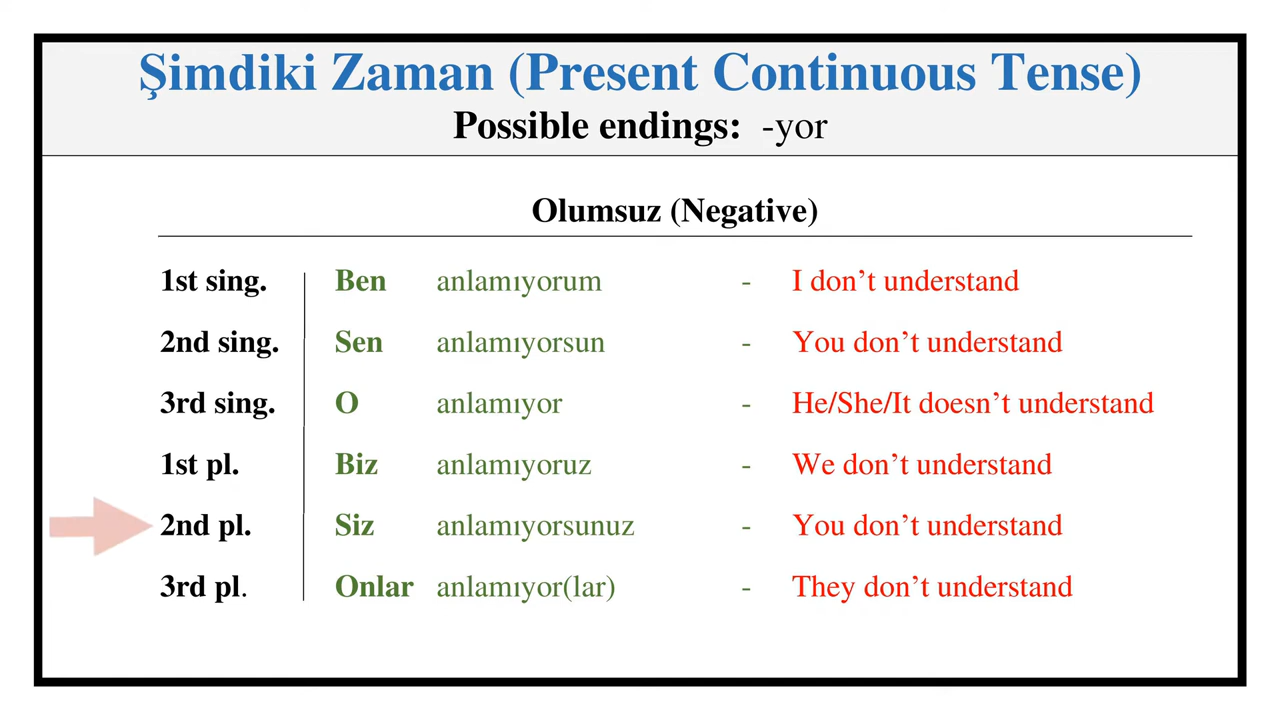 Şimdiki Zaman (Present Continuous Tense)
Possible endings: -yor
Olumsuz (Negative)
1st sing. Ben anlamıyorum - I don’t understand
2nd sing. Sen anlamıyorsun - You don’t understand
3rd sing. O anlamıyor - He/She/It doesn’t understand
1st pl. Biz anlamıyoruz - We don’t understand
2nd pl. Siz anlamıyorsunuz - You don’t understand
3rd pl. Onlar anlamıyor(lar) - They don’t understand